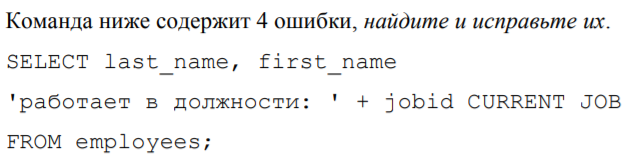 Команда ниже содержит 4 ошибки, найдите и исправьте их.
SELECT last_name, first_name
'работает в должности: ' + jobid CURRENT JOB
FROM employees;